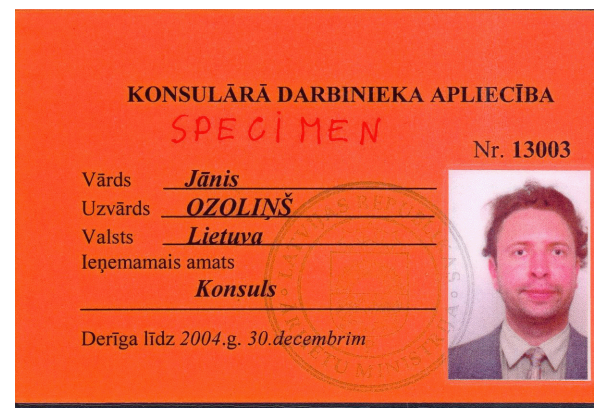 KONSULĀRĀ DARBINIEKA APLIECĪBA
SPECIMEN
Nr. 13003
Vārds Jānis
Uzvārds OZOLIŅŠ
Valsts Lietuva
Ieņemamais amats
Konsuls
Derīga līdz 2004.g. 30.decembrim